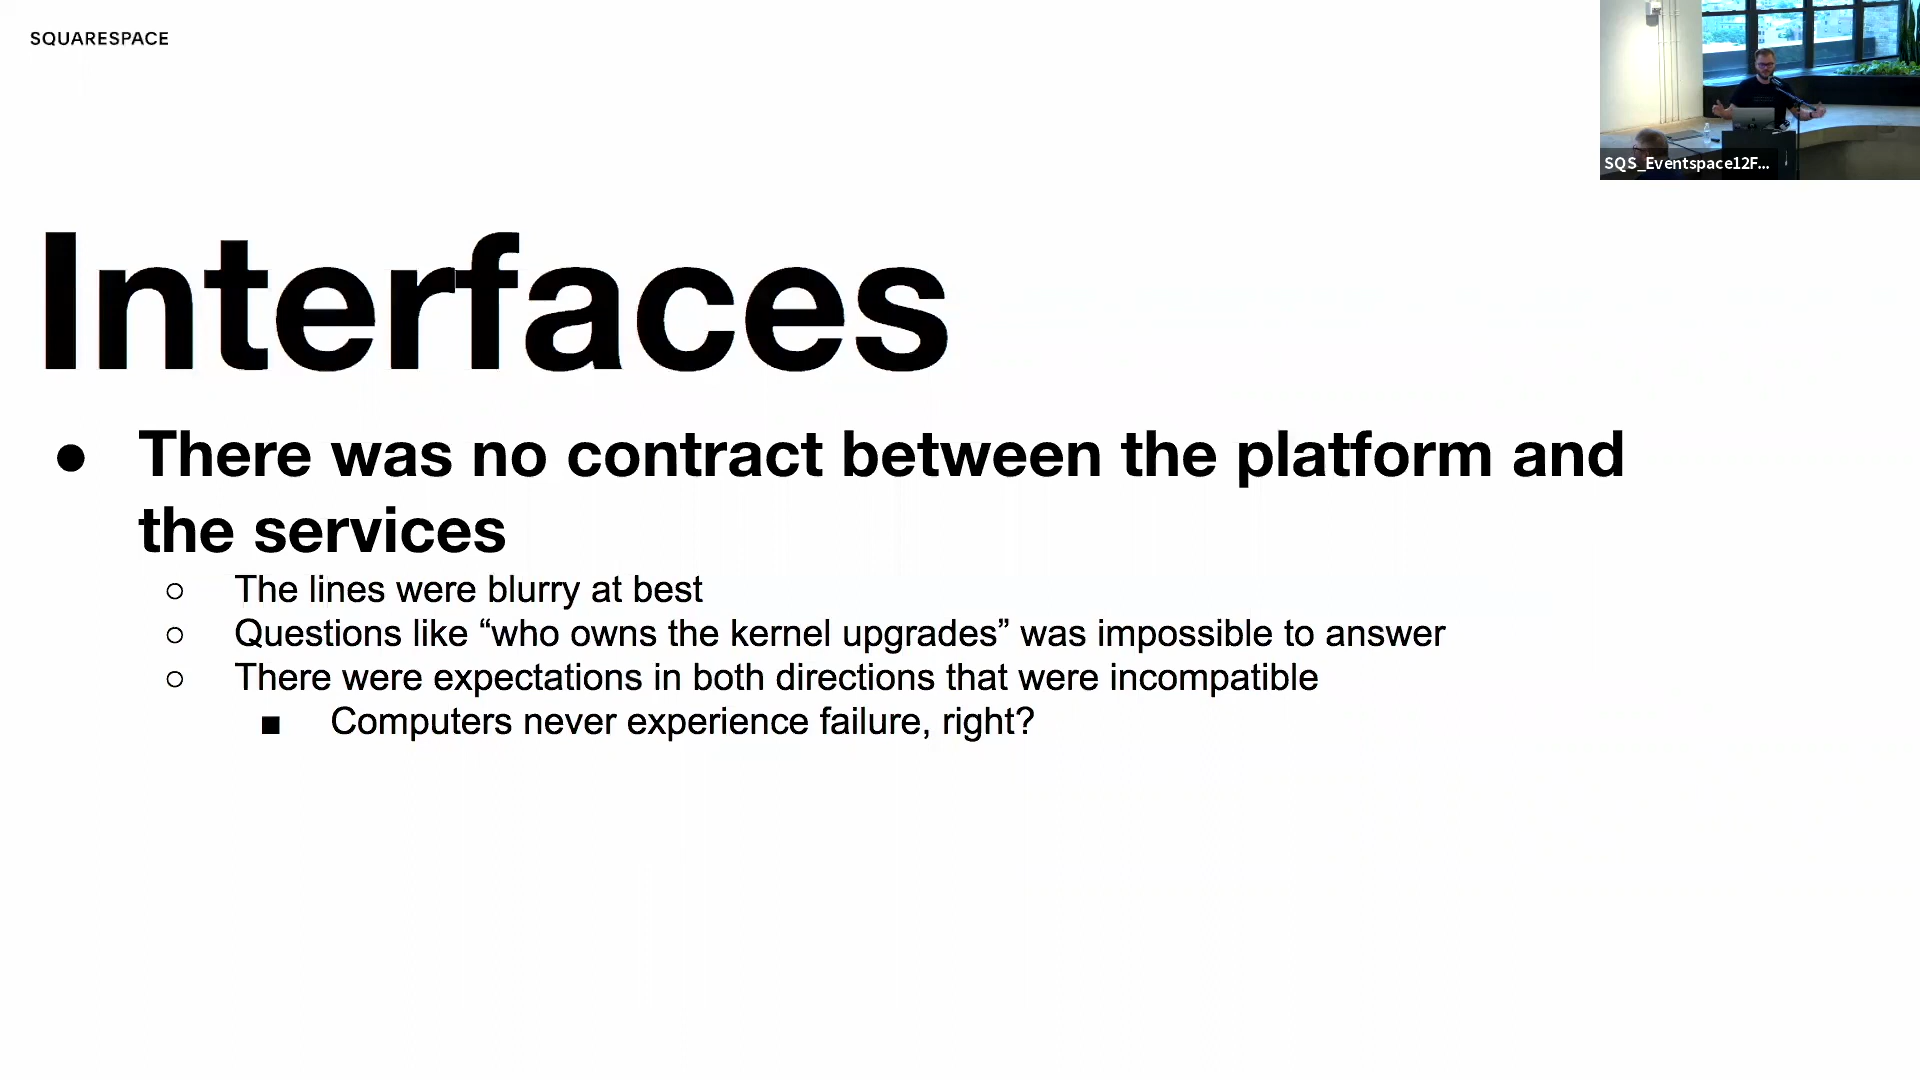 SQUARESPACE
SQS_Eventspace12F...
Interfaces
● There was no contract between the platform and
the services
○ The lines were blurry at best
○ Questions like “who owns the kernel upgrades” was impossible to answer
○ There were expectations in both directions that were incompatible
■ Computers never experience failure, right?